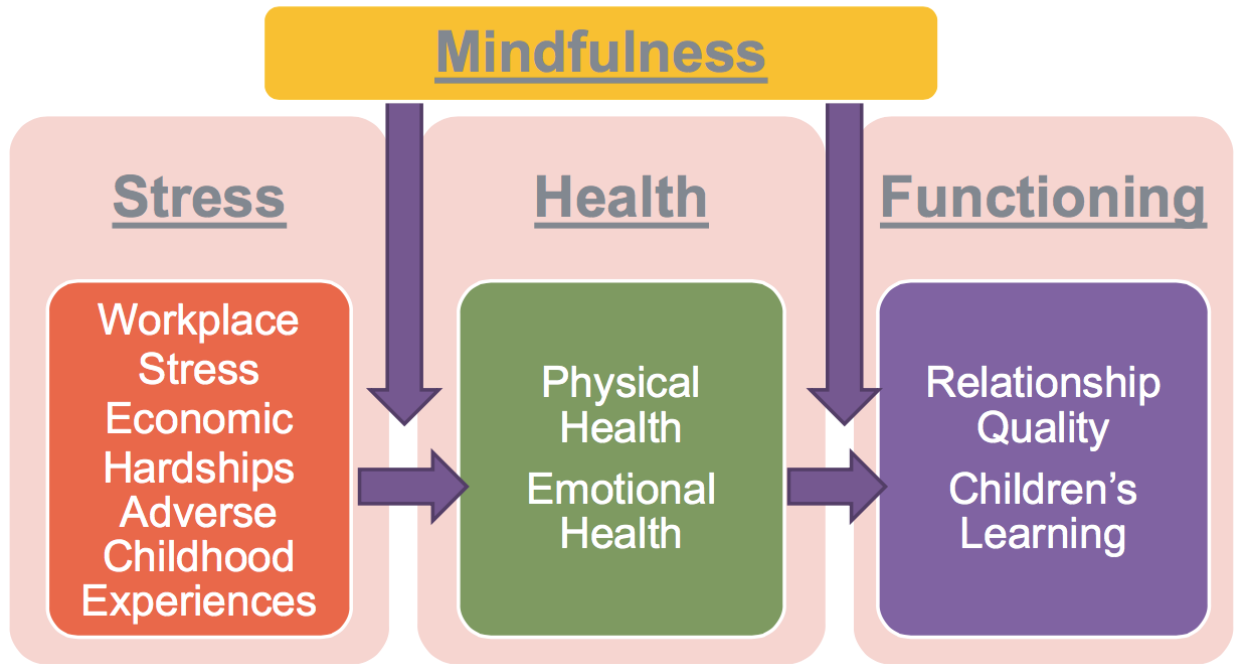 Mindfulness
Stress
Workplace
Stress
Economic
Hardships
Adverse
Childhood
Experiences
Health
Physical
Health
Emotional
Health
Functioning
Relationship
Quality
Children’s
Learning